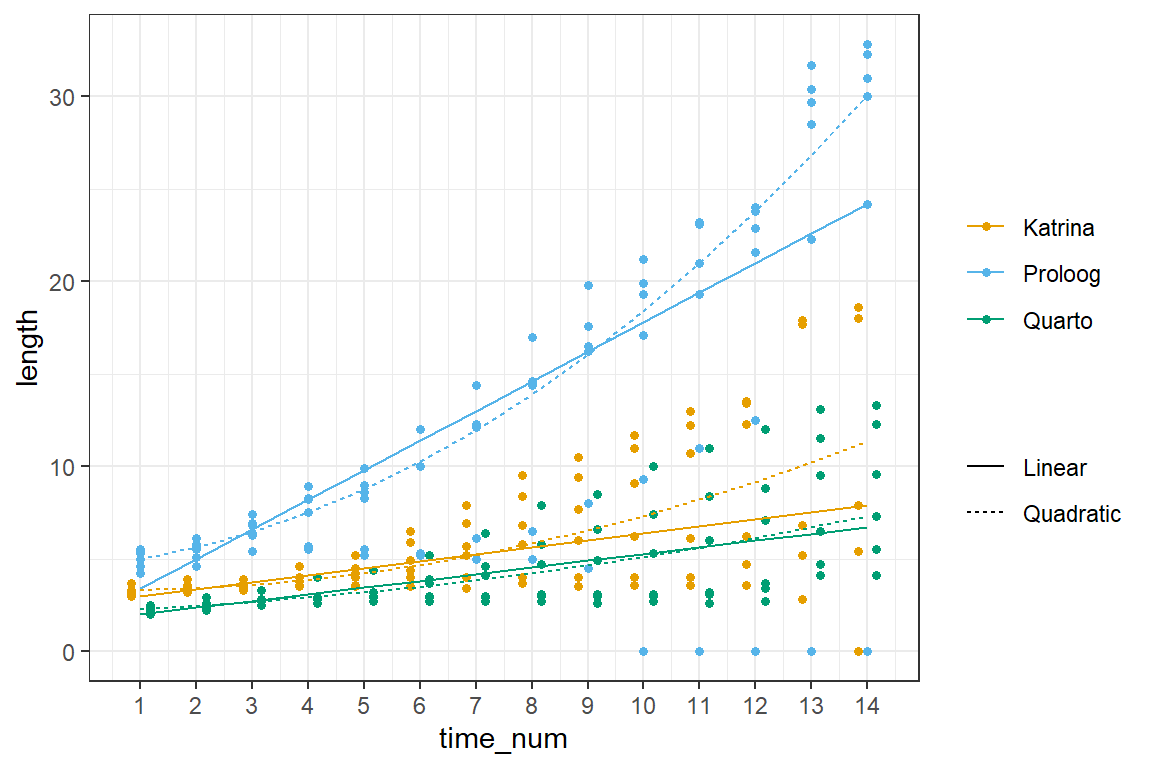 30
20
10
0
length
1 2 3 4 5 6 7 8 9 10 11 12 13 14
time_num
Katrina
Proloog
Quarto
Linear
Quadratic